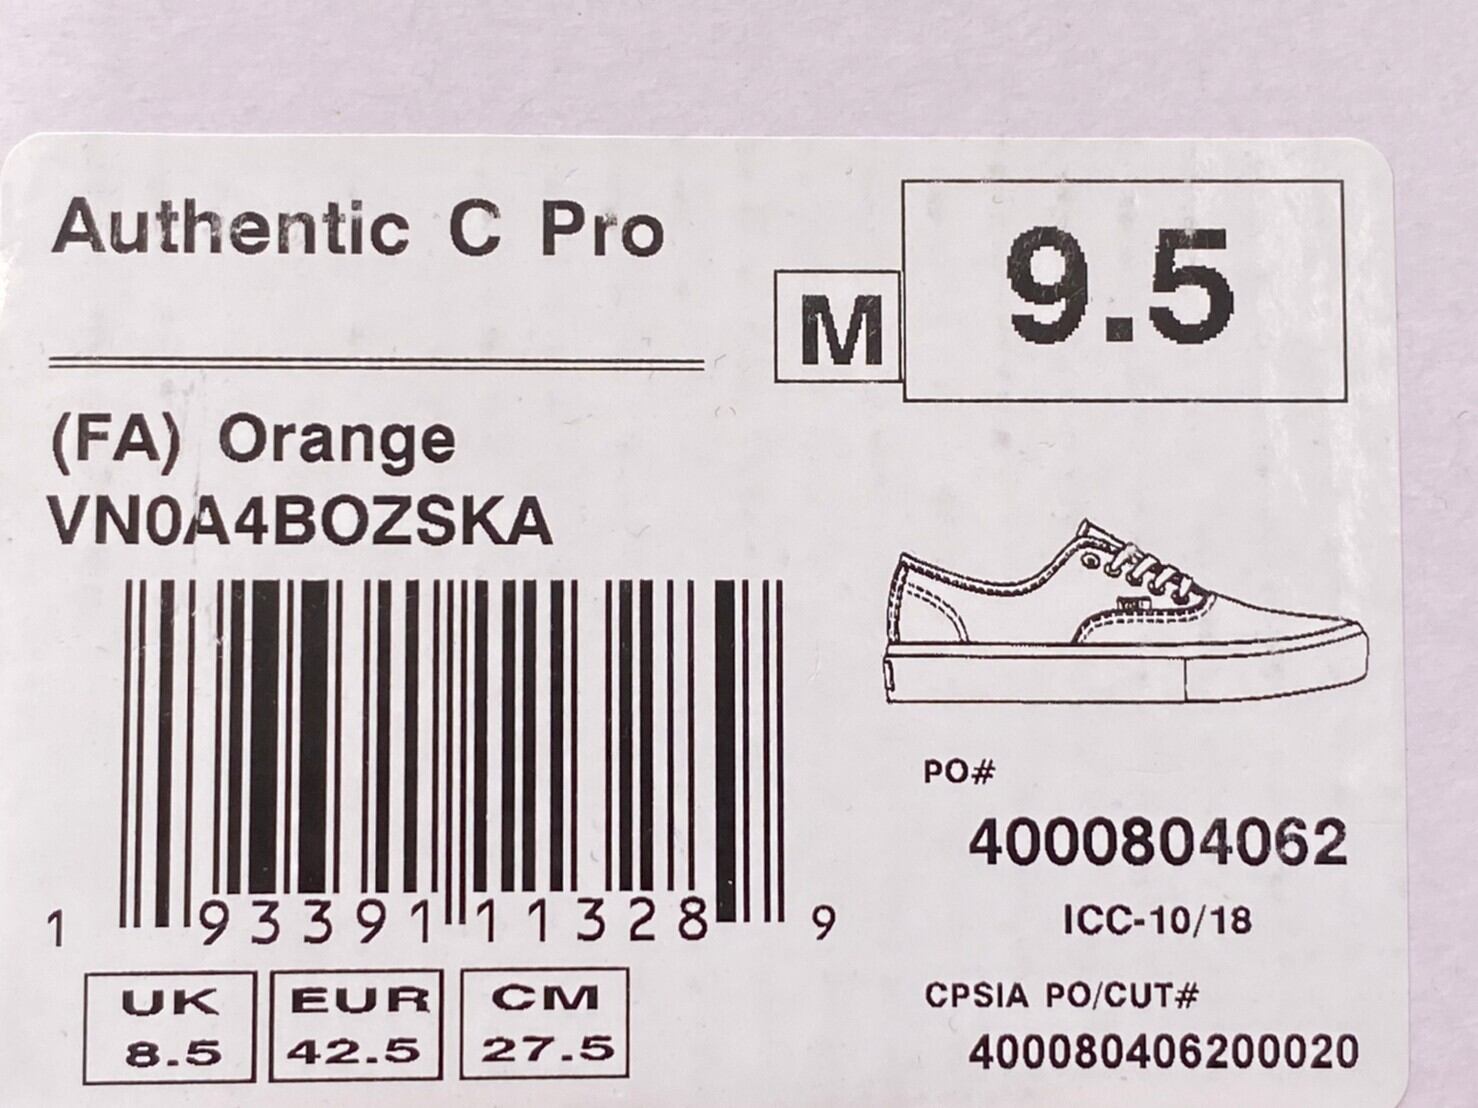 Authentic C Pro
M
9.5
(FA) Orange
VN0A4BOZSKA
1 93391 11328 9
UK
8.5
EUR
42.5
CM
27.5
PO#
4000804062
ICC-10/18
CPSIA PO/CUT#
400080406200020